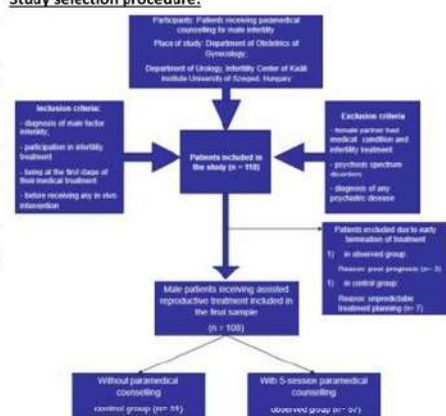 Study selection procedure:
Participants: Patients receiving paramedical
counselling for male infertility
Place of study: Department of Obstetrics of
Gynecology,
Department of Urology, Infertility Center of Kaáli
Institute University of Szeged, Hungary
Inclusion criteria:
- diagnosis of male factor
infertility,
- participation in infertility
treatment
- being at the first stage of
their medical treatment
- before receiving any in vivo
intervention
Patients included in
the study (n = 118)
Exclusion criteria
- female partner had
medical condition and
infertility treatment
- psychosis spectrum
disorders
- diagnosis of any
psychiatric disease
Patients excluded due to early
termination of treatment
1) in observed group:
Reason: poor prognosis (n= 3)
1) in control group:
Reason: unpredictable
treatment planning (n= 7)
Male patients receiving assisted
reproductive treatment included in
the final sample
(n = 108)
Without paramedical
counselling
control group (n= 51)
With 5-session paramedical
counselling
observed group (n= 57)